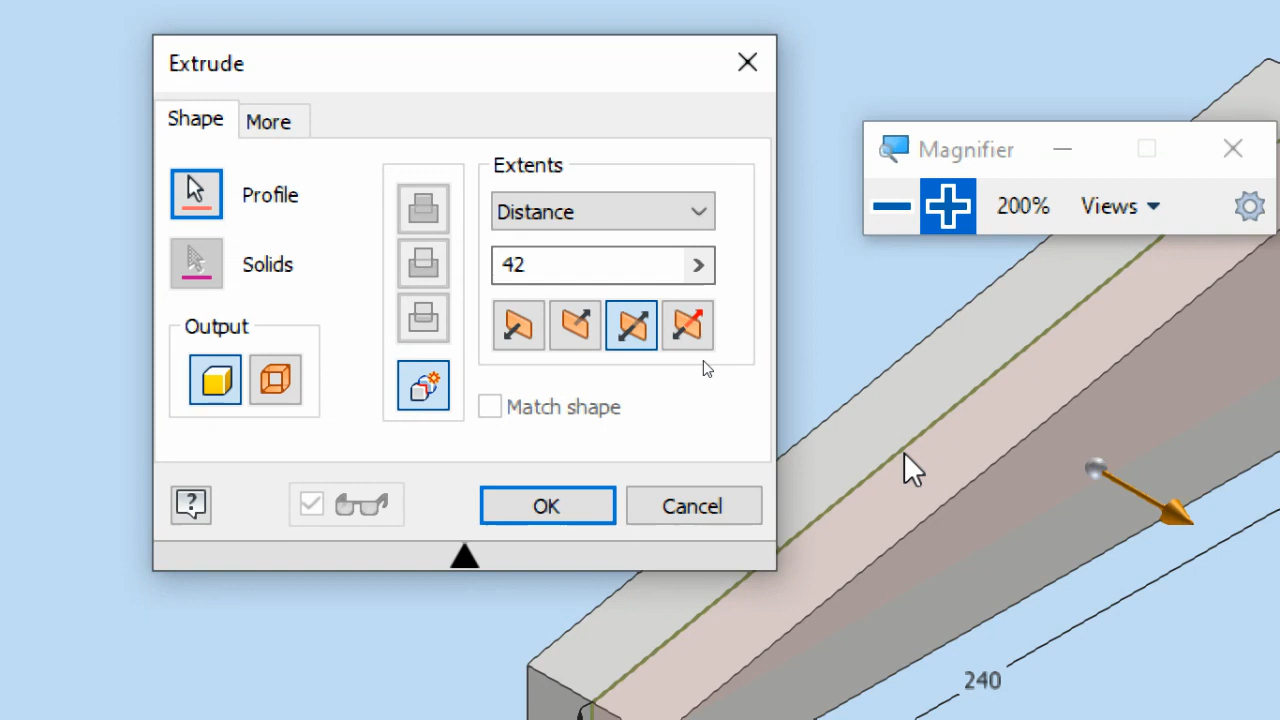 Extrude
Shape
More
Profile
Solids
Output
Extents
Distance
42
Match shape
?
OK
Cancel
Magnifier
200%
Views
240